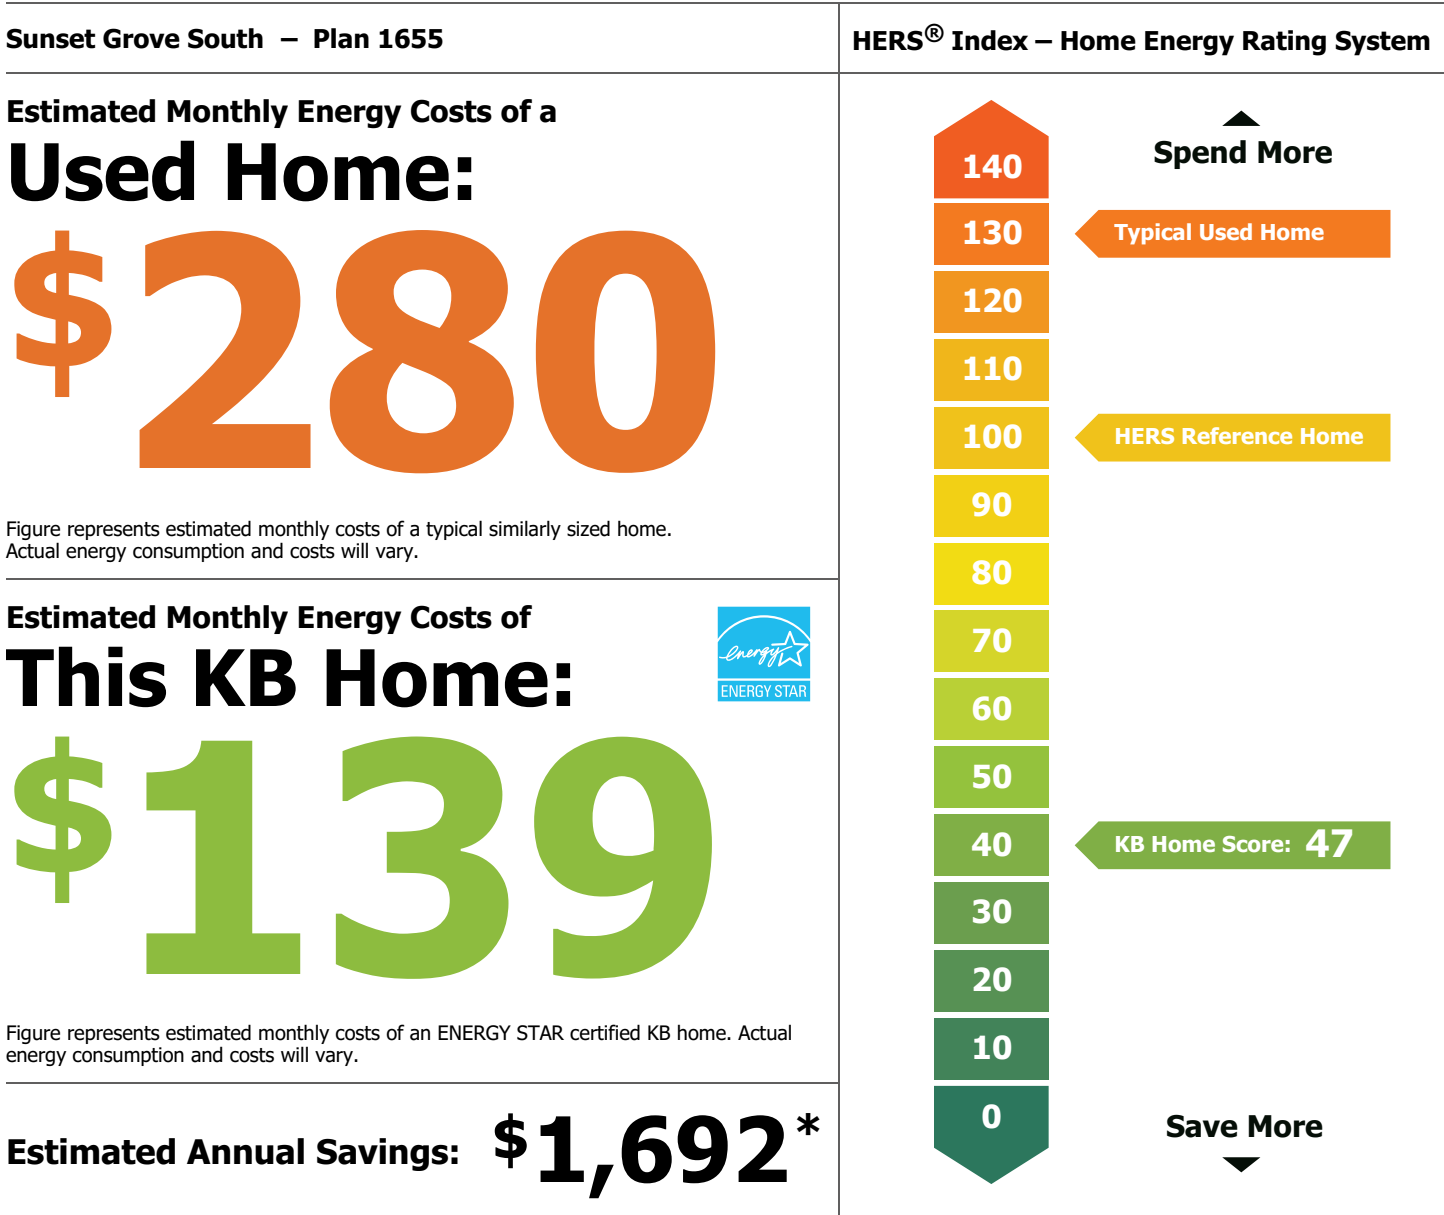 Sunset Grove South – Plan 1655
Estimated Monthly Energy Costs of a
Used Home:
$280
Figure represents estimated monthly costs of a typical similarly sized home.
Actual energy consumption and costs will vary.
Estimated Monthly Energy Costs of
This KB Home:
energy
ENERGY STAR
$139
Figure represents estimated monthly costs of an ENERGY STAR certified KB home. Actual
energy consumption and costs will vary.
Estimated Annual Savings: $1,692*
HERS® Index – Home Energy Rating System
Spend More
140
130
Typical Used Home
120
110
100
HERS Reference Home
90
80
70
60
50
40
KB Home Score: 47
30
20
10
0
Save More